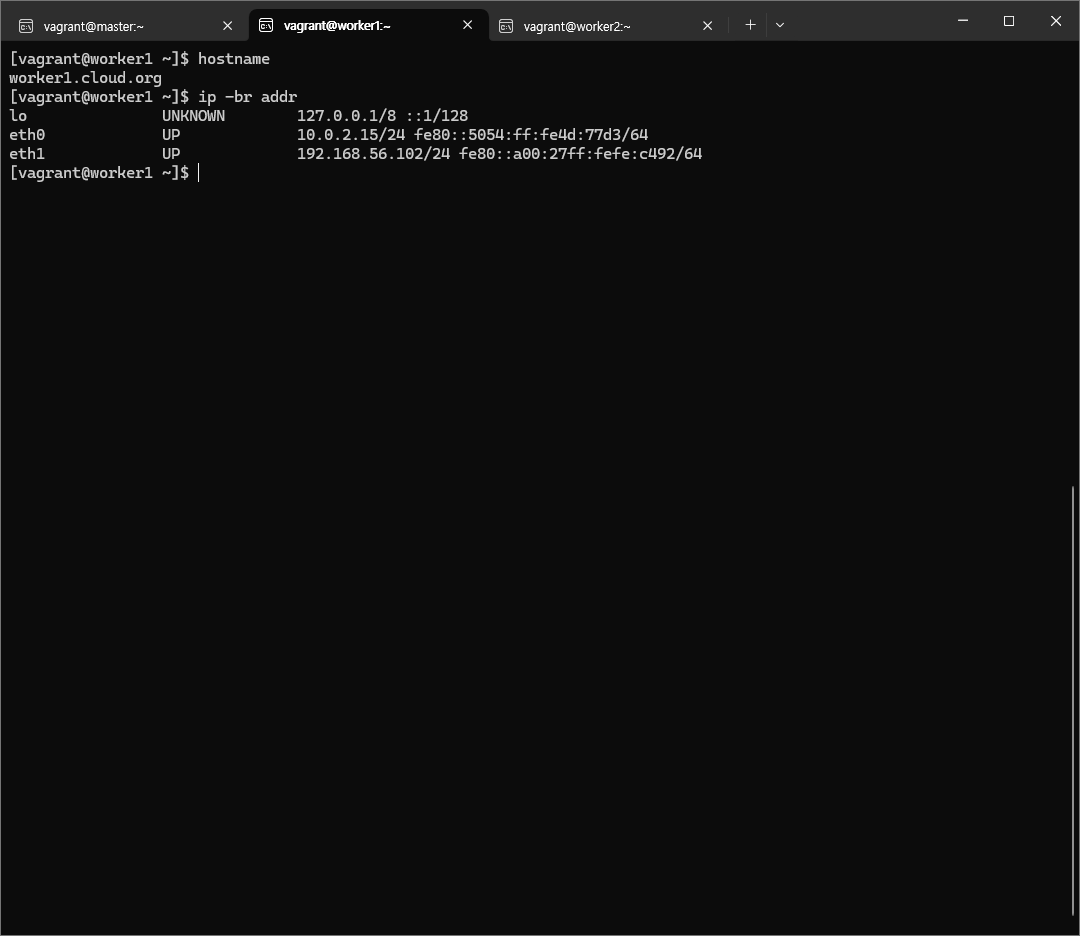 vagrant@master:~
vagrant@worker1:~
vagrant@worker2:~
[vagrant@worker1 ~]$ hostname
worker1.cloud.org
[vagrant@worker1 ~]$ ip -br addr
lo               UNKNOWN        127.0.0.1/8 ::1/128
eth0             UP             10.0.2.15/24 fe80::5054:ff:fe4d:77d3/64
eth1             UP             192.168.56.102/24 fe80::a00:27ff:fefe:c492/64
[vagrant@worker1 ~]$